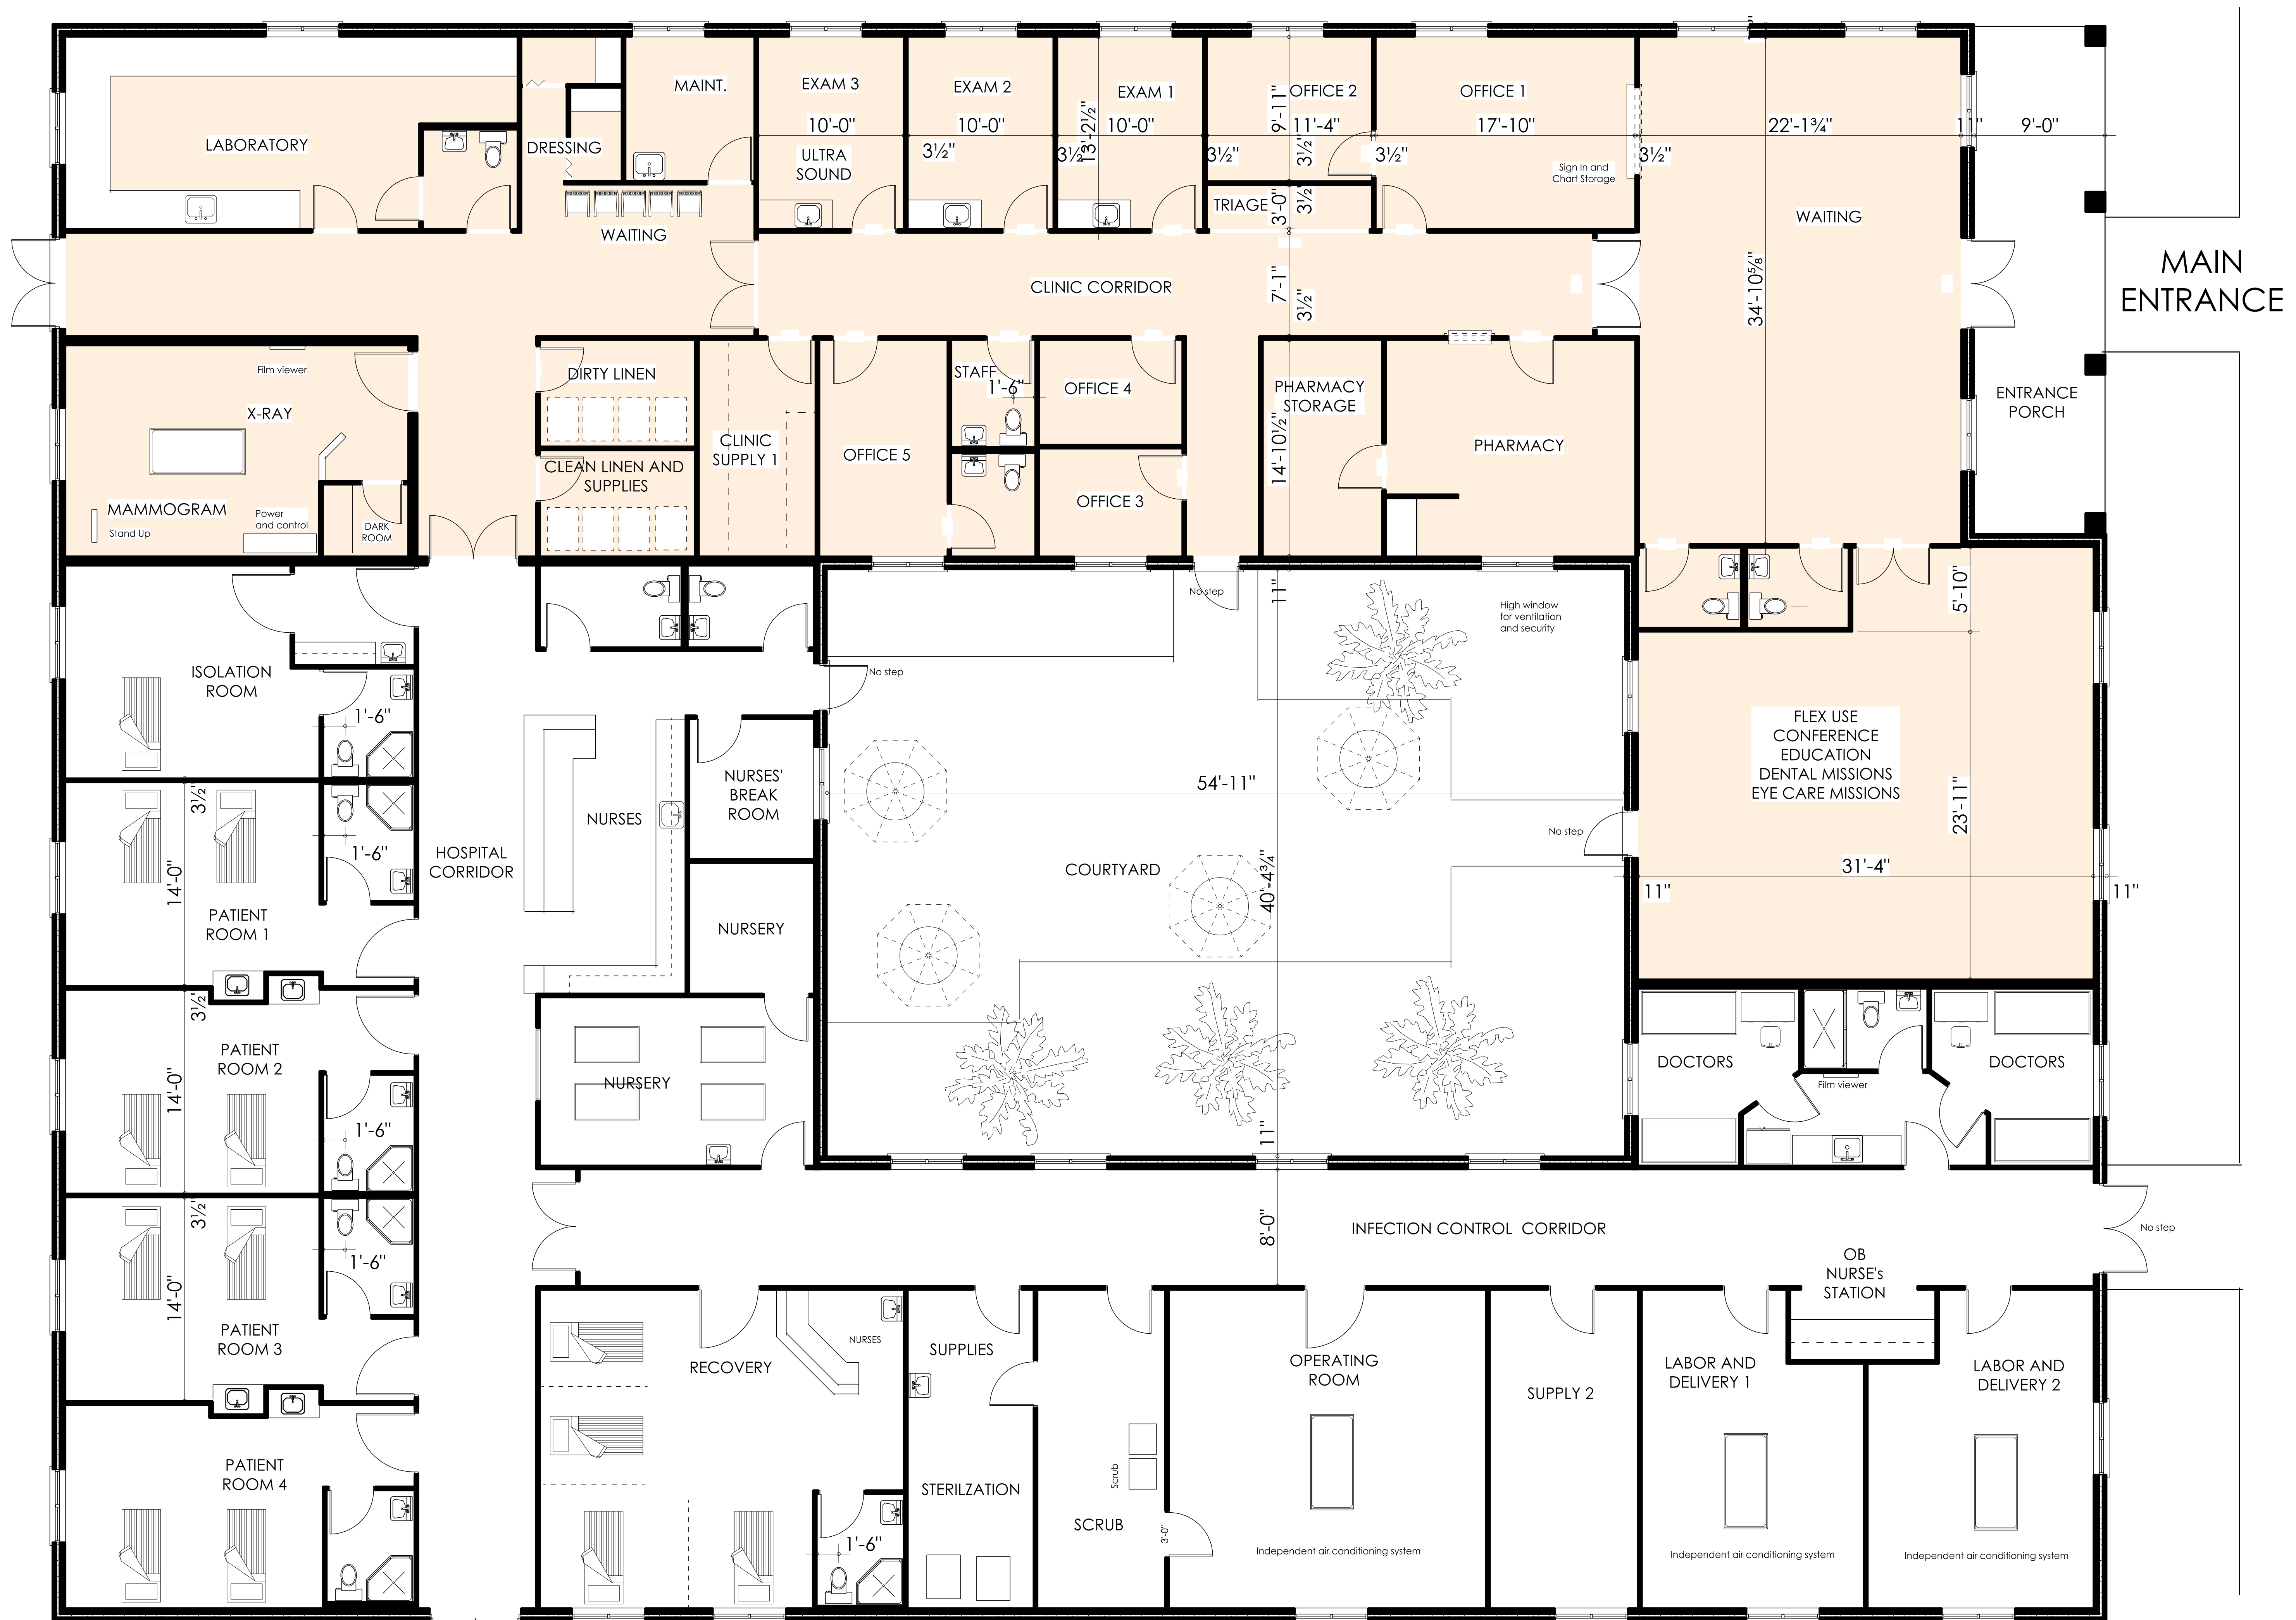 MAINT.
EXAM 3
10'-0"
ULTRA
SOUND
EXAM 2
10'-0"
3½"
EXAM 1
10'-0"
3½"
13'-2½"
OFFICE 2
9'-11"
11'-4"
3½"
3½"
OFFICE 1
17'-10"
3½"
Sign In and
Chart Storage
3½"
22'-1¾"
11"
9'-0"
LABORATORY
DRESSING
WAITING
TRIAGE
3'-0"
3½"
WAITING
34'-10⅝"
MAIN
ENTRANCE
CLINIC CORRIDOR
7'-1"
3½"
Film viewer
X-RAY
MAMMOGRAM
Stand Up
Power
and control
DARK
ROOM
DIRTY LINEN
CLEAN LINEN AND
SUPPLIES
CLINIC
SUPPLY 1
OFFICE 5
STAFF
1'-6"
OFFICE 4
OFFICE 3
PHARMACY
STORAGE
14'-10½"
PHARMACY
ENTRANCE
PORCH
No step
11"
High window
for ventilation
and security
5'-10"
ISOLATION
ROOM
1'-6"
No step
3½"
14'-0"
1'-6"
PATIENT
ROOM 1
HOSPITAL
CORRIDOR
NURSES
NURSES'
BREAK
ROOM
NURSERY
54'-11"
COURTYARD
40'-4¾"
No step
FLEX USE
CONFERENCE
EDUCATION
DENTAL MISSIONS
EYE CARE MISSIONS
23'-11"
31'-4"
11"
11"
3½"
PATIENT
ROOM 2
14'-0"
1'-6"
NURSERY
11"
DOCTORS
Film viewer
DOCTORS
3½"
14'-0"
1'-6"
PATIENT
ROOM 3
8'-0"
INFECTION CONTROL CORRIDOR
No step
OB
NURSE's
STATION
RECOVERY
NURSES
SUPPLIES
STERILZATION
Scrub
SCRUB
3'-0"
OPERATING
ROOM
Independent air conditioning system
SUPPLY 2
LABOR AND
DELIVERY 1
Independent air conditioning system
LABOR AND
DELIVERY 2
Independent air conditioning system
PATIENT
ROOM 4
1'-6"